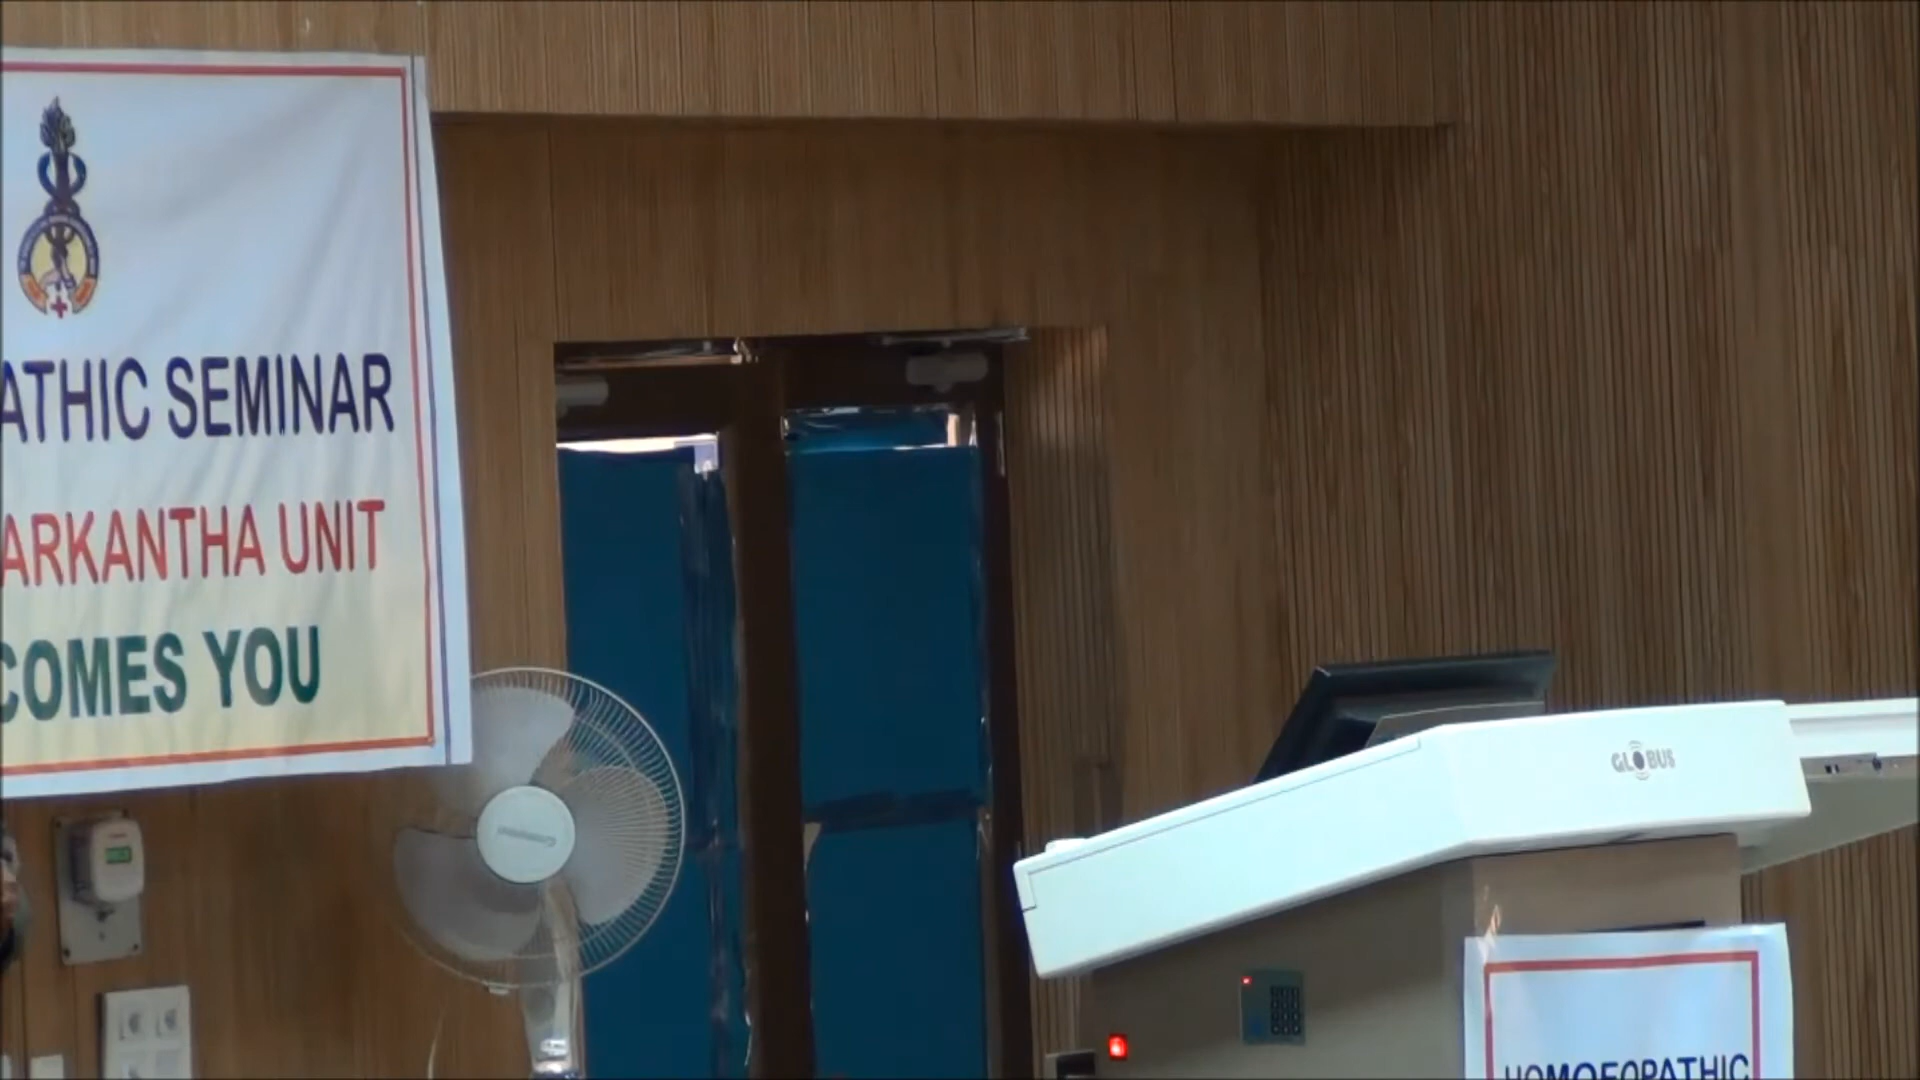 ATHIC SEMINAR
ARKANTHA UNIT
COMES YOU
GLOBUS
HOMOEOPATHIC